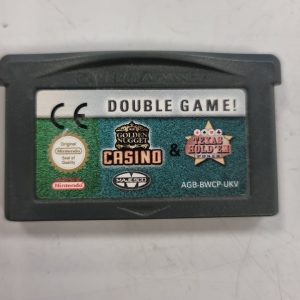 GAME BOY ADVANCE
CE DOUBLE GAME!
Original
Nintendo
Seal of
Quality
GOLDEN
NUGGET
CASINO
&
TEXAS
HOLD'EM
POKER
Nintendo
MAJESCO
AGB-BWCP-UKV